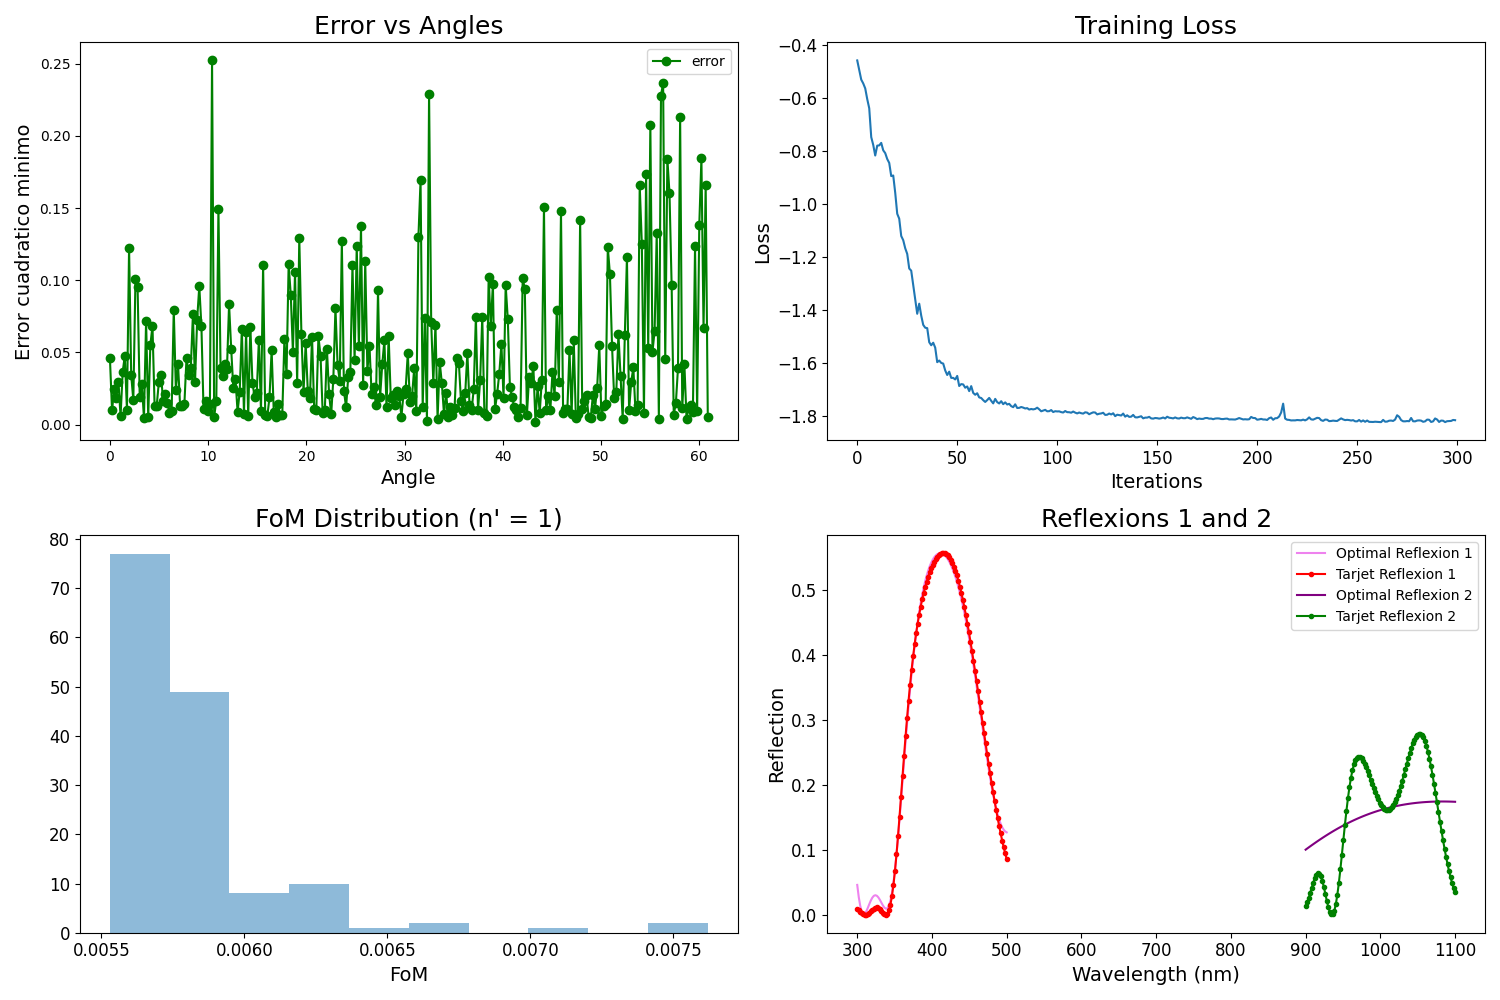 Error vs Angles
error
0.25
0.20
0.15
0.10
0.05
0.00
Error cuadratico minimo
0 10 20 30 40 50 60
Angle
Training Loss
−0.4
−0.6
−0.8
−1.0
−1.2
−1.4
−1.6
−1.8
Loss
0 50 100 150 200 250 300
Iterations
FoM Distribution (n' = 1)
80
70
60
50
40
30
20
10
0
0.0055 0.0060 0.0065 0.0070 0.0075
FoM
Reflexions 1 and 2
Optimal Reflexion 1
Tarjet Reflexion 1
Optimal Reflexion 2
Tarjet Reflexion 2
0.5
0.4
0.3
0.2
0.1
0.0
Reflection
300 400 500 600 700 800 900 1000 1100
Wavelength (nm)